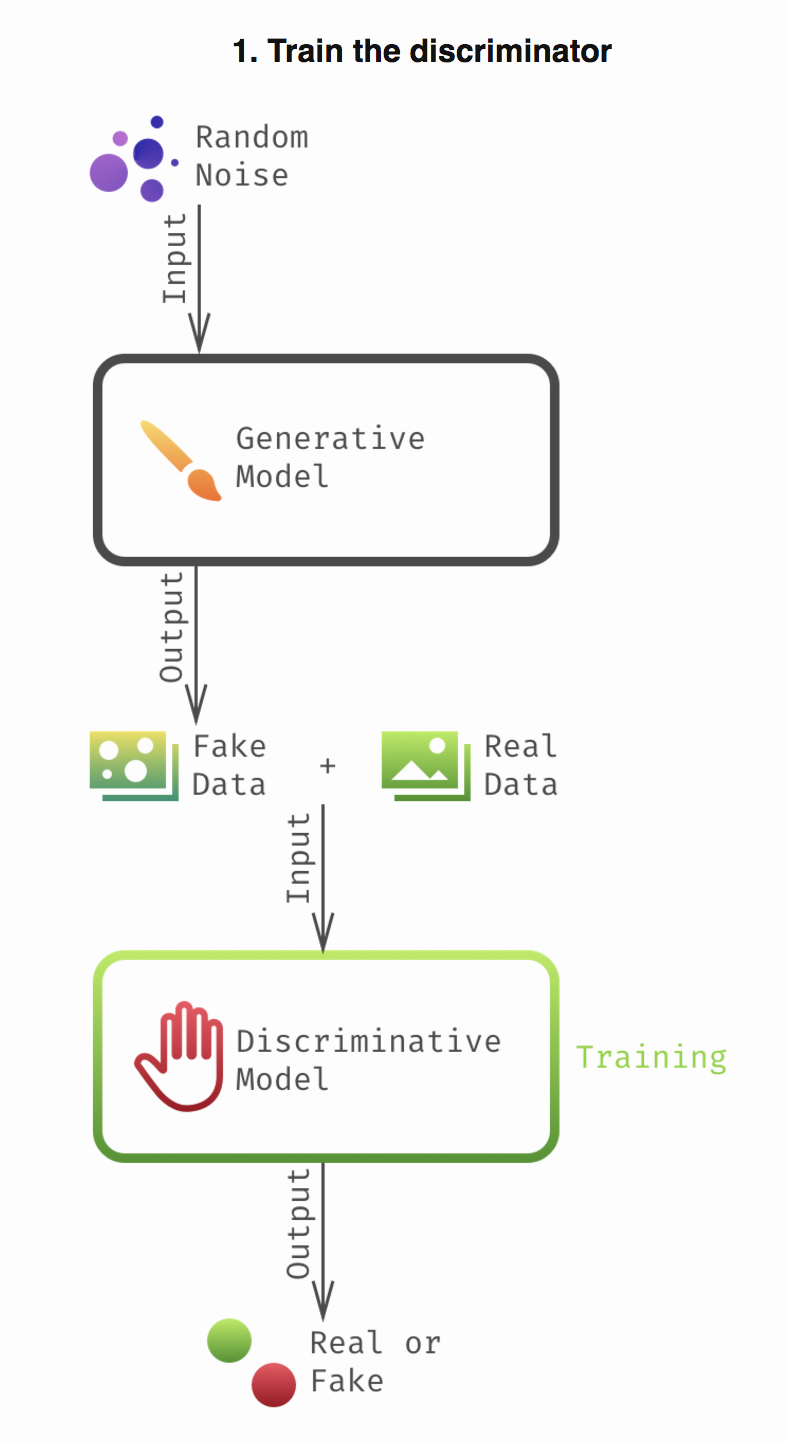 1. Train the discriminator
Random
Noise
Input
Generative
Model
Output
Fake
Data
+
Real
Data
Input
Discriminative
Model
Training
Output
Real or
Fake